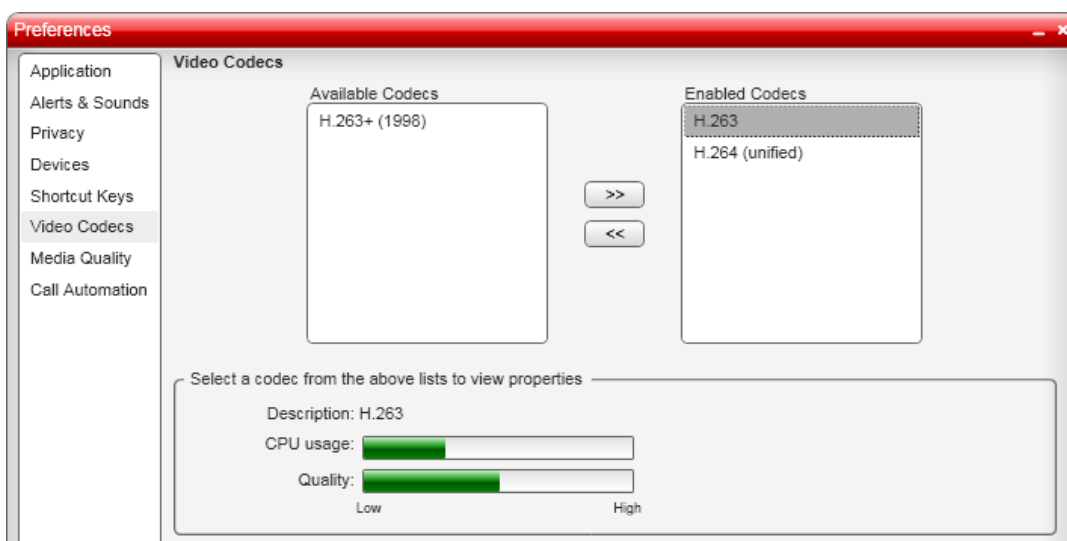 Preferences
Application
Alerts & Sounds
Privacy
Devices
Shortcut Keys
Video Codecs
Media Quality
Call Automation
Video Codecs
Available Codecs
H.263+ (1998)
>>
<<
Enabled Codecs
H.263
H.264 (unified)
Select a codec from the above lists to view properties
Description: H.263
CPU usage:
Quality:
Low High